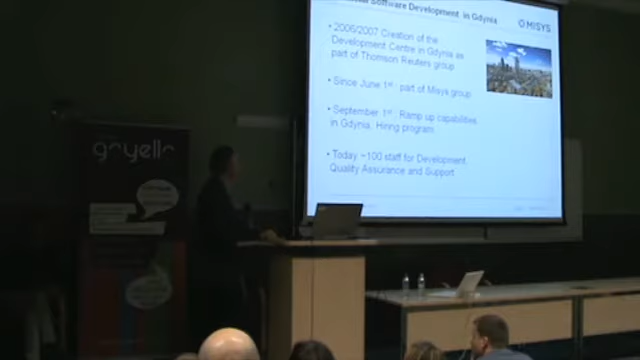 Software Development in Gdynia
MISYS
• 2006/2007 Creation of the
Development Centre in Gdynia as
part of Thomson Reuters group
• Since June 1st : part of Misys group
• September 1st : Ramp up capabilities
in Gdynia, Hiring program
• Today ~100 staff for Development,
Quality Assurance and Support
goyello